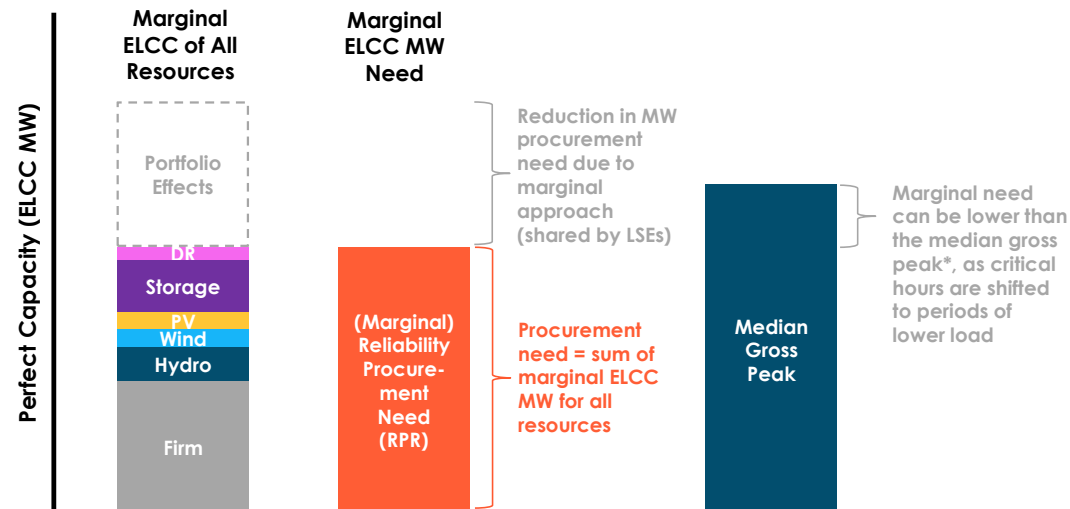 Perfect Capacity (ELCC MW)
Marginal
ELCC of All
Resources
Portfolio
Effects
DR
Storage
PV
Wind
Hydro
Firm
Marginal
ELCC MW
Need
(Marginal)
Reliability
Procure-
ment
Need
(RPR)
Reduction in MW
procurement
need due to
marginal
approach
(shared by LSEs)
Procurement
need = sum of
marginal ELCC
MW for all
resources
Median
Gross
Peak
Marginal need
can be lower than
the median gross
peak*, as critical
hours are shifted
to periods of
lower load